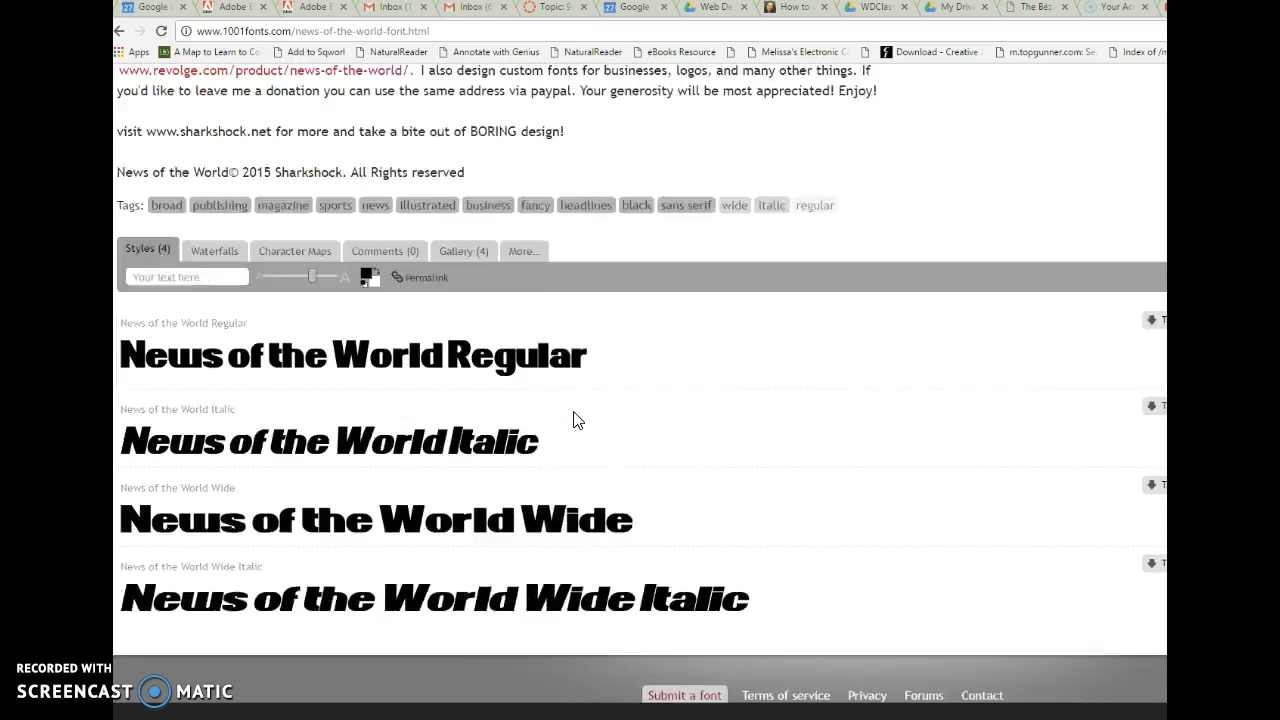 Google Adobe E Adobe E Inbox (1 Inbox (6 Topic: 9 Google Web De How to WDClas My Driv The Béz Your Ac
www.1001fonts.com/news-of-the-world-font.html
Apps A Map to Learn to Co Add to Sqworl NaturalReader Annotate with Genius NaturalReader eBooks Resource Melissa's Electronic C Download - Creative m.topgunner.com: Se Index of /m
www.revolge.com/product/news-of-the-world/. I also design custom fonts for businesses, logos, and many other things. If
you'd like to leave me a donation you can use the same address via paypal. Your generosity will be most appreciated! Enjoy!
visit www.sharkshock.net for more and take a bite out of BORING design!
News of the World© 2015 Sharkshock. All Rights reserved
Tags: broad publishing magazine sports news illustrated business fancy headlines black sans serif wide italic regular
Styles (4) Waterfalls Character Maps Comments (0) Gallery (4) More...
Your text here... A A Permalink
News of the World Regular
News of the World Regular
News of the World Italic
News of the World Italic
News of the World Wide
News of the World Wide
News of the World Wide Italic
News of the World Wide Italic
Submit a font Terms of service Privacy Forums Contact
RECORDED WITH
SCREENCAST MATIC